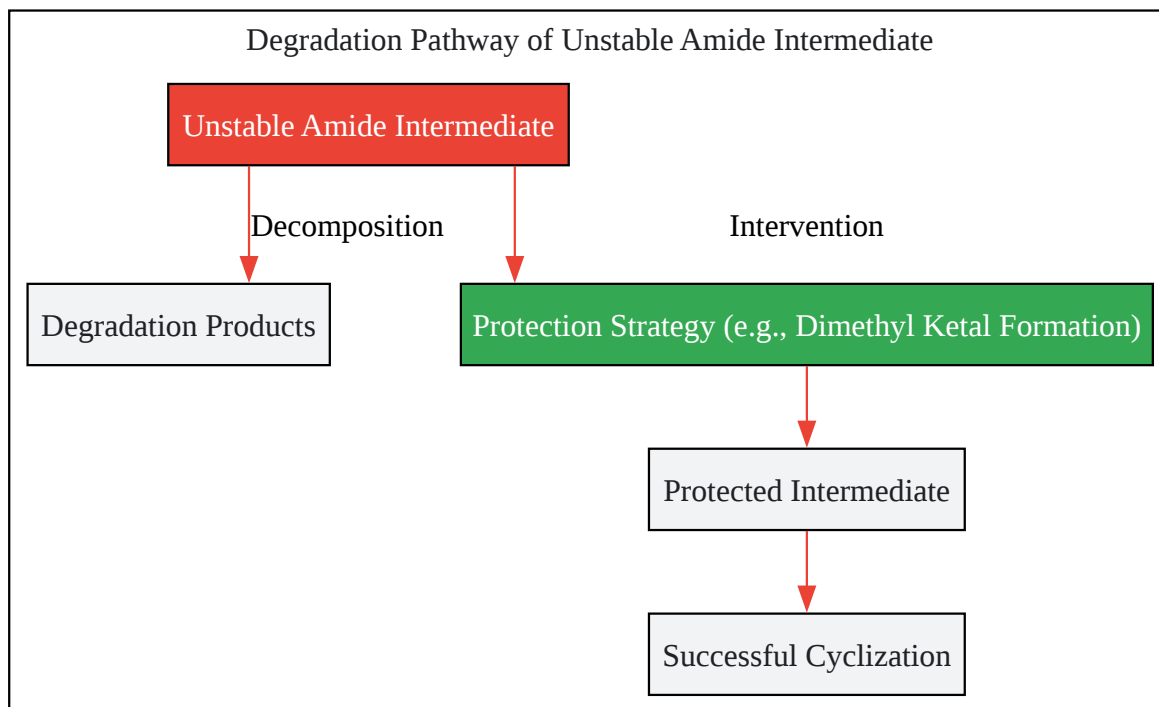 Degradation Pathway of Unstable Amide Intermediate
Unstable Amide Intermediate
Decomposition
Intervention
Degradation Products
Protection Strategy (e.g., Dimethyl Ketal Formation)
Protected Intermediate
Successful Cyclization